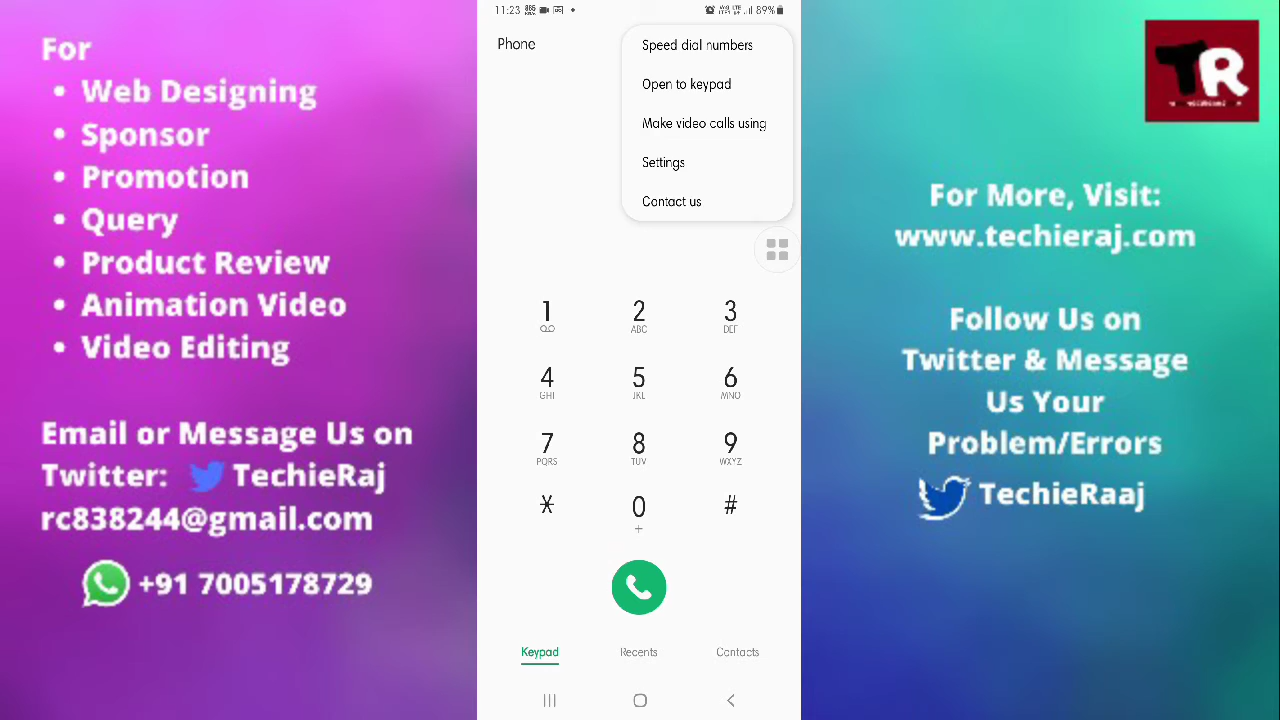 For
• Web Designing
• Sponsor
• Promotion
• Query
• Product Review
• Animation Video
• Video Editing
Email or Message Us on
Twitter: TechieRaj
rc838244@gmail.com
+91 7005178729
11:23
89%
Phone
Speed dial numbers
Open to keypad
Make video calls using
Settings
Contact us
1 2 3
ABC DEF
4 5 6
GHI JKL MNO
7 8 9
PQRS TUV WXYZ
* 0 #
+
Keypad Recents Contacts
TR
For More, Visit:
www.techieraj.com
Follow Us on
Twitter & Message
Us Your
Problem/Errors
TechieRaaj